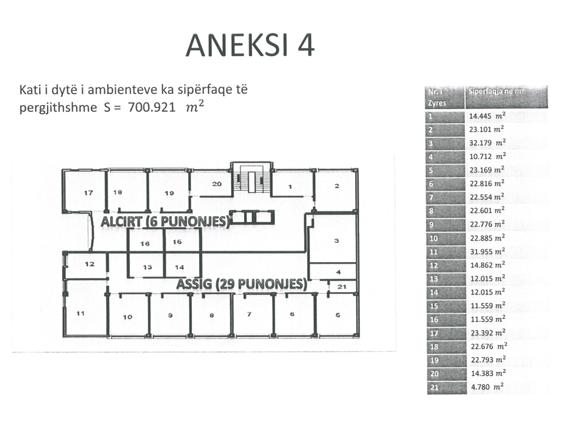 ANEKSI 4
Kati i dytë i ambienteve ka sipërfaqe të
pergjithshme S = 700.921 m²
Nr. i Zyres Sipërfaqja në m²
1 14.445 m²
2 23.101 m²
3 32.179 m²
4 10.712 m²
5 23.169 m²
6 22.816 m²
7 22.554 m²
8 22.601 m²
9 22.776 m²
10 22.885 m²
11 31.955 m²
12 14.862 m²
13 12.015 m²
14 12.015 m²
15 11.559 m²
16 11.559 m²
17 23.392 m²
18 22.676 m²
19 22.793 m²
20 14.383 m²
21 4.780 m²
17 18 19 20 1 2
ALCIRT (6 PUNONJES)
16 16 3
12 13 14 4
ASSIG (29 PUNONJES) 21
11 10 9 8 7 6